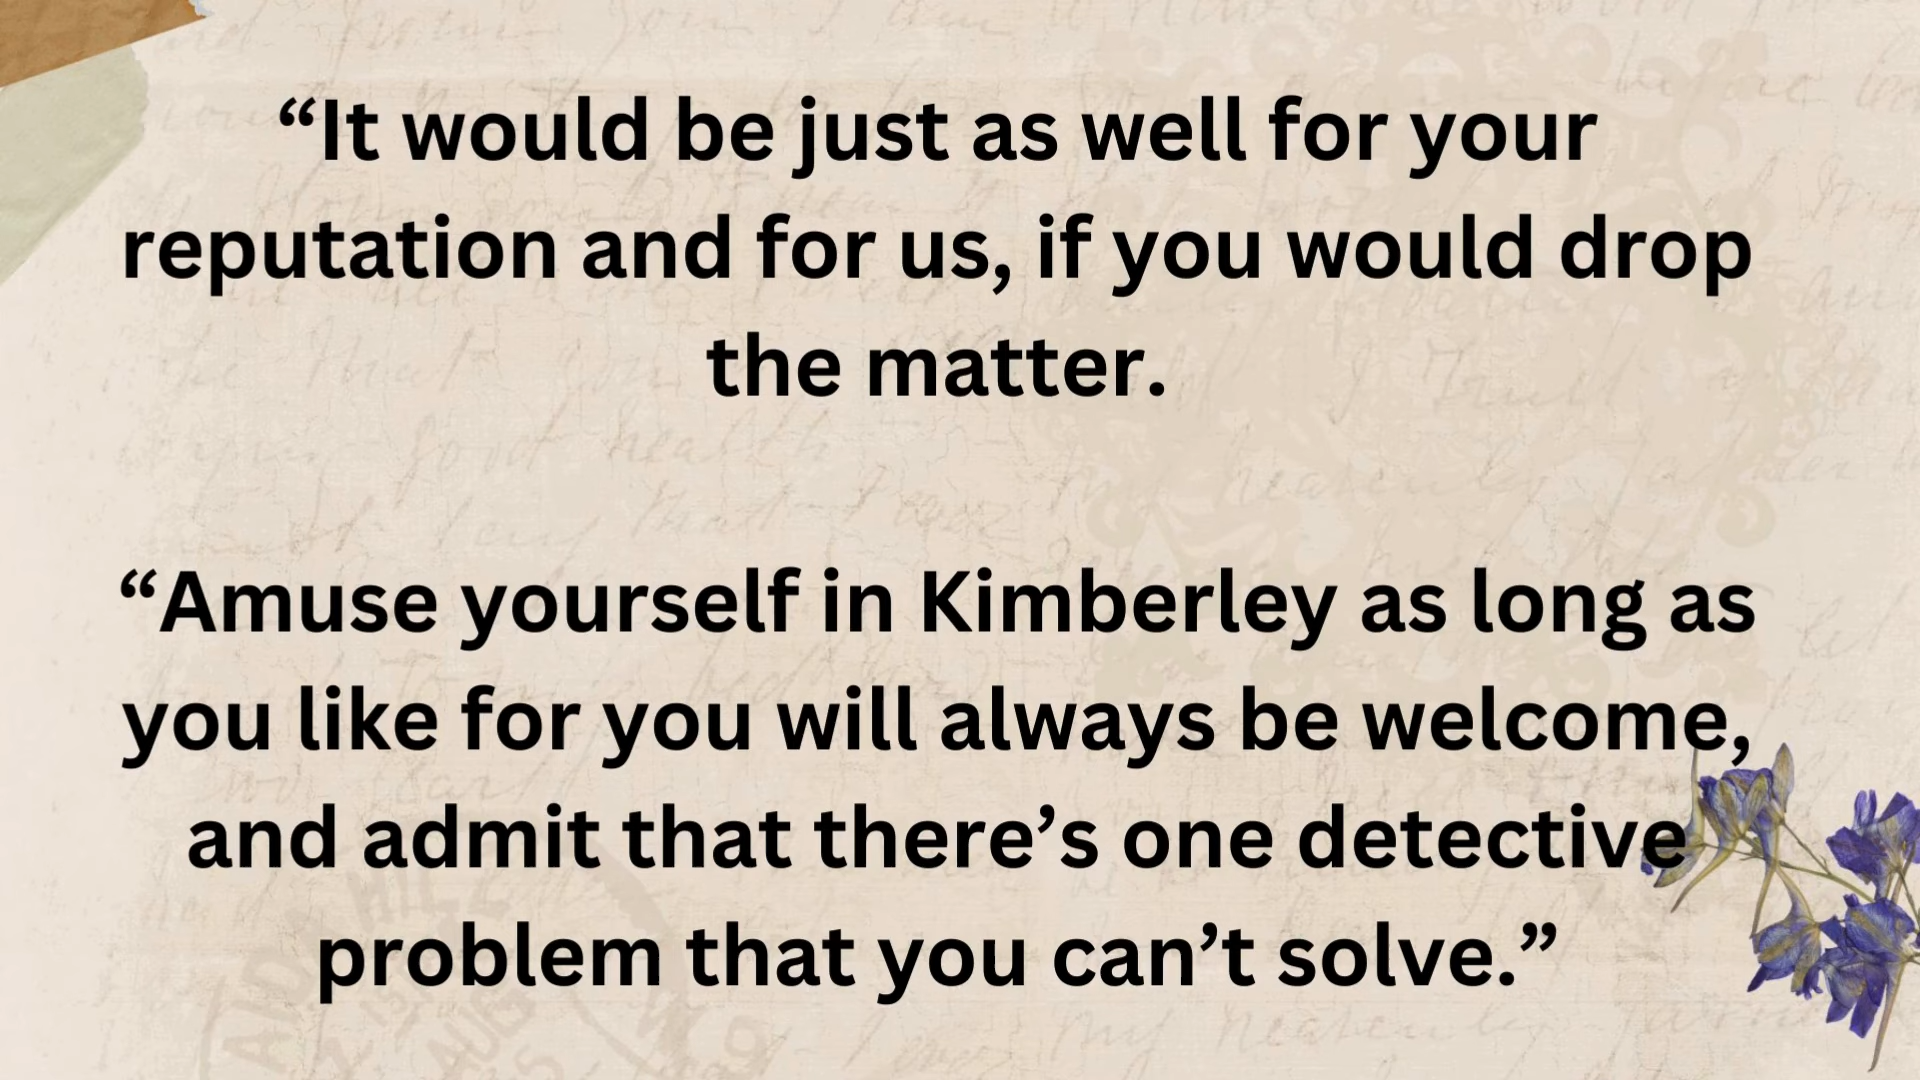 “It would be just as well for your
reputation and for us, if you would drop
the matter.
“Amuse yourself in Kimberley as long as
you like for you will always be welcome,
and admit that there’s one detective
problem that you can’t solve.”